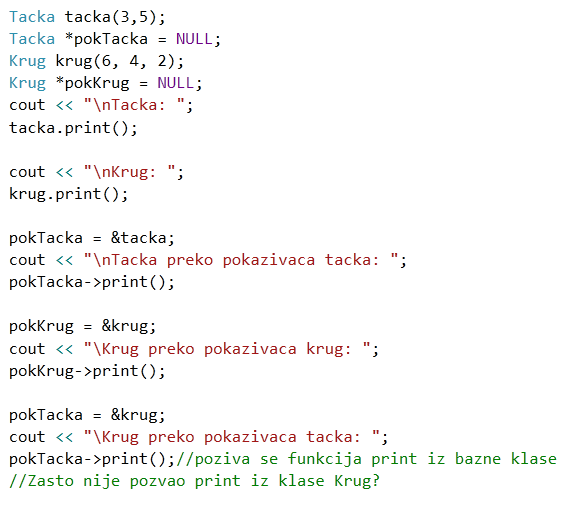 Tacka tacka(3,5);
Tacka *pokTacka = NULL;
Krug krug(6, 4, 2);
Krug *pokKrug = NULL;
cout << "\nTacka: ";
tacka.print();
cout << "\nKrug: ";
krug.print();
pokTacka = &tacka;
cout << "\nTacka preko pokazivaca tacka: ";
pokTacka->print();
pokKrug = &krug;
cout << "\Krug preko pokazivaca krug: ";
pokKrug->print();
pokTacka = &krug;
cout << "\Krug preko pokazivaca tacka: ";
pokTacka->print();//poziva se funkcija print iz bazne klase
//Zasto nije pozvao print iz klase Krug?